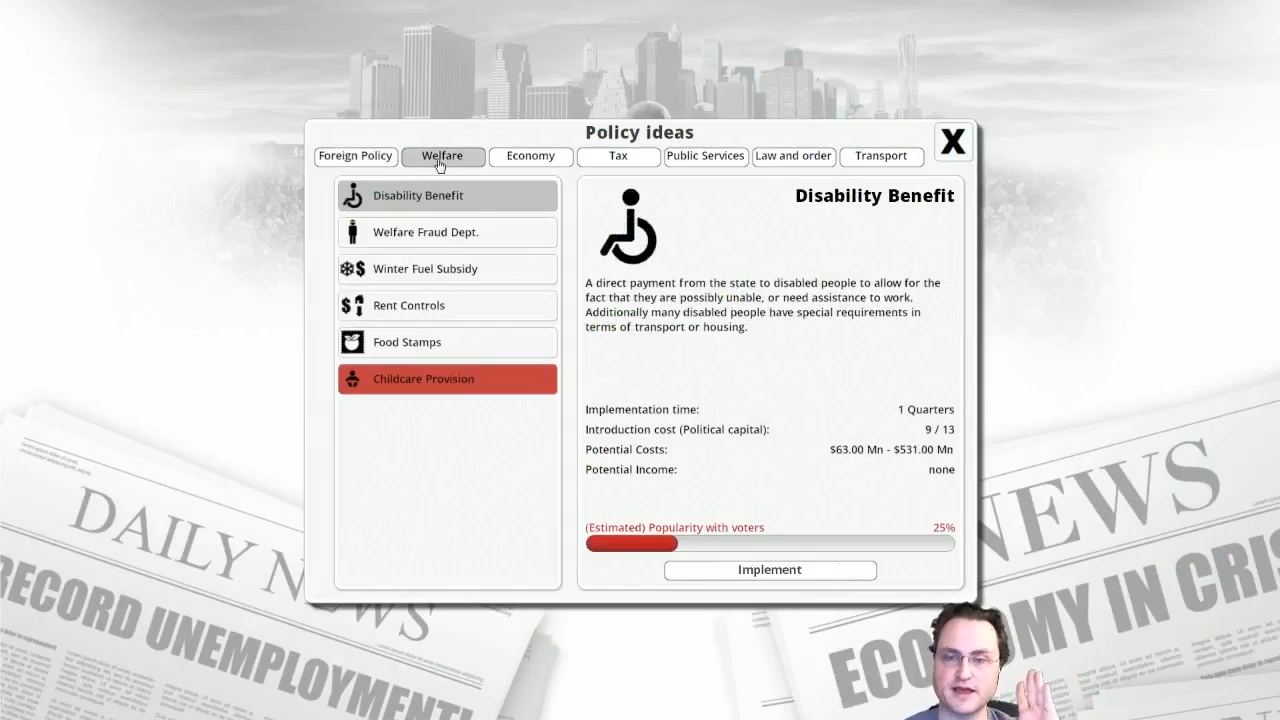 Policy ideas
X
Foreign Policy
Welfare
Economy
Tax
Public Services
Law and order
Transport
Disability Benefit
Welfare Fraud Dept.
Winter Fuel Subsidy
Rent Controls
Food Stamps
Childcare Provision
Disability Benefit
A direct payment from the state to disabled people to allow for the
fact that they are possibly unable, or need assistance to work.
Additionally many disabled people have special requirements in
terms of transport or housing.
Implementation time: 1 Quarters
Introduction cost (Political capital): 9 / 13
Potential Costs: $63.00 Mn - $531.00 Mn
Potential Income: none
(Estimated) Popularity with voters 25%
Implement
DAILY NEWS
RECORD UNEMPLOYMENT!
NEWS
ECONOMY IN CRIS